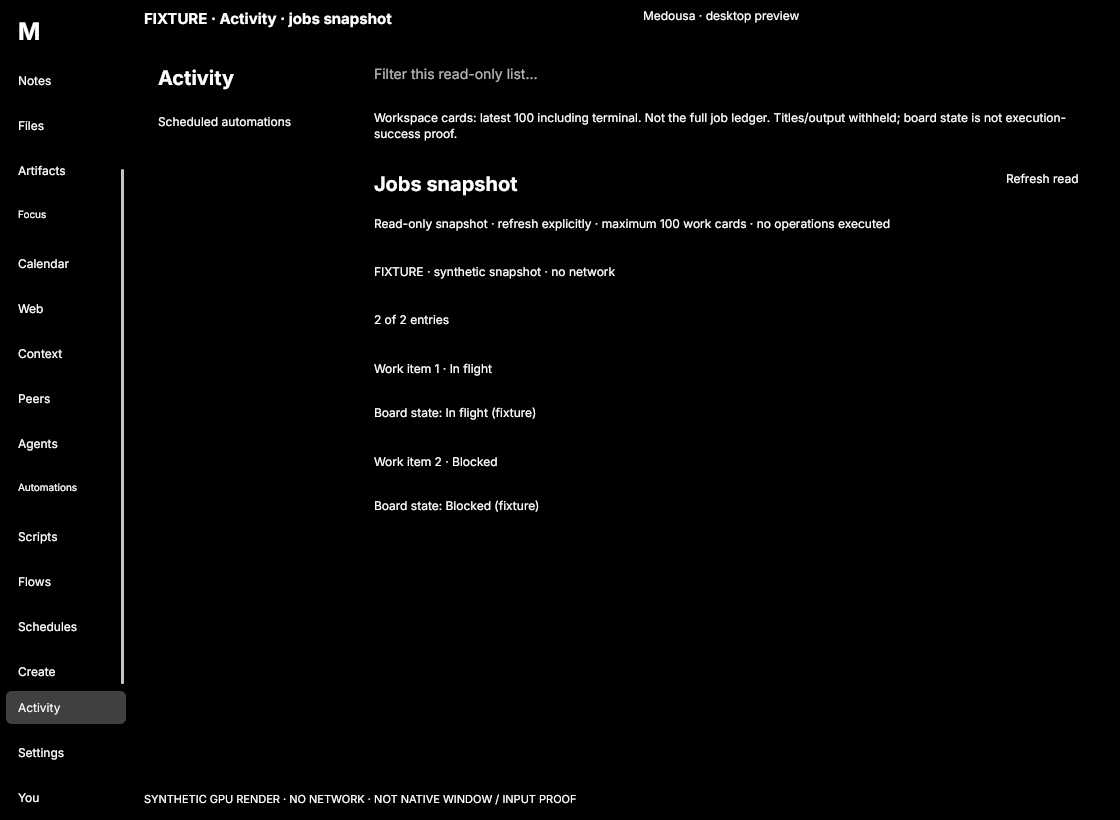 M
Notes
Files
Artifacts
Focus
Calendar
Web
Context
Peers
Agents
Automations
Scripts
Flows
Schedules
Create
Activity
Settings
You
FIXTURE · Activity · jobs snapshot
Medousa · desktop preview
Activity
Scheduled automations
Filter this read-only list...
Workspace cards: latest 100 including terminal. Not the full job ledger. Titles/output withheld; board state is not execution-
success proof.
Jobs snapshot
Refresh read
Read-only snapshot · refresh explicitly · maximum 100 work cards · no operations executed
FIXTURE · synthetic snapshot · no network
2 of 2 entries
Work item 1 · In flight
Board state: In flight (fixture)
Work item 2 · Blocked
Board state: Blocked (fixture)
SYNTHETIC GPU RENDER · NO NETWORK · NOT NATIVE WINDOW / INPUT PROOF